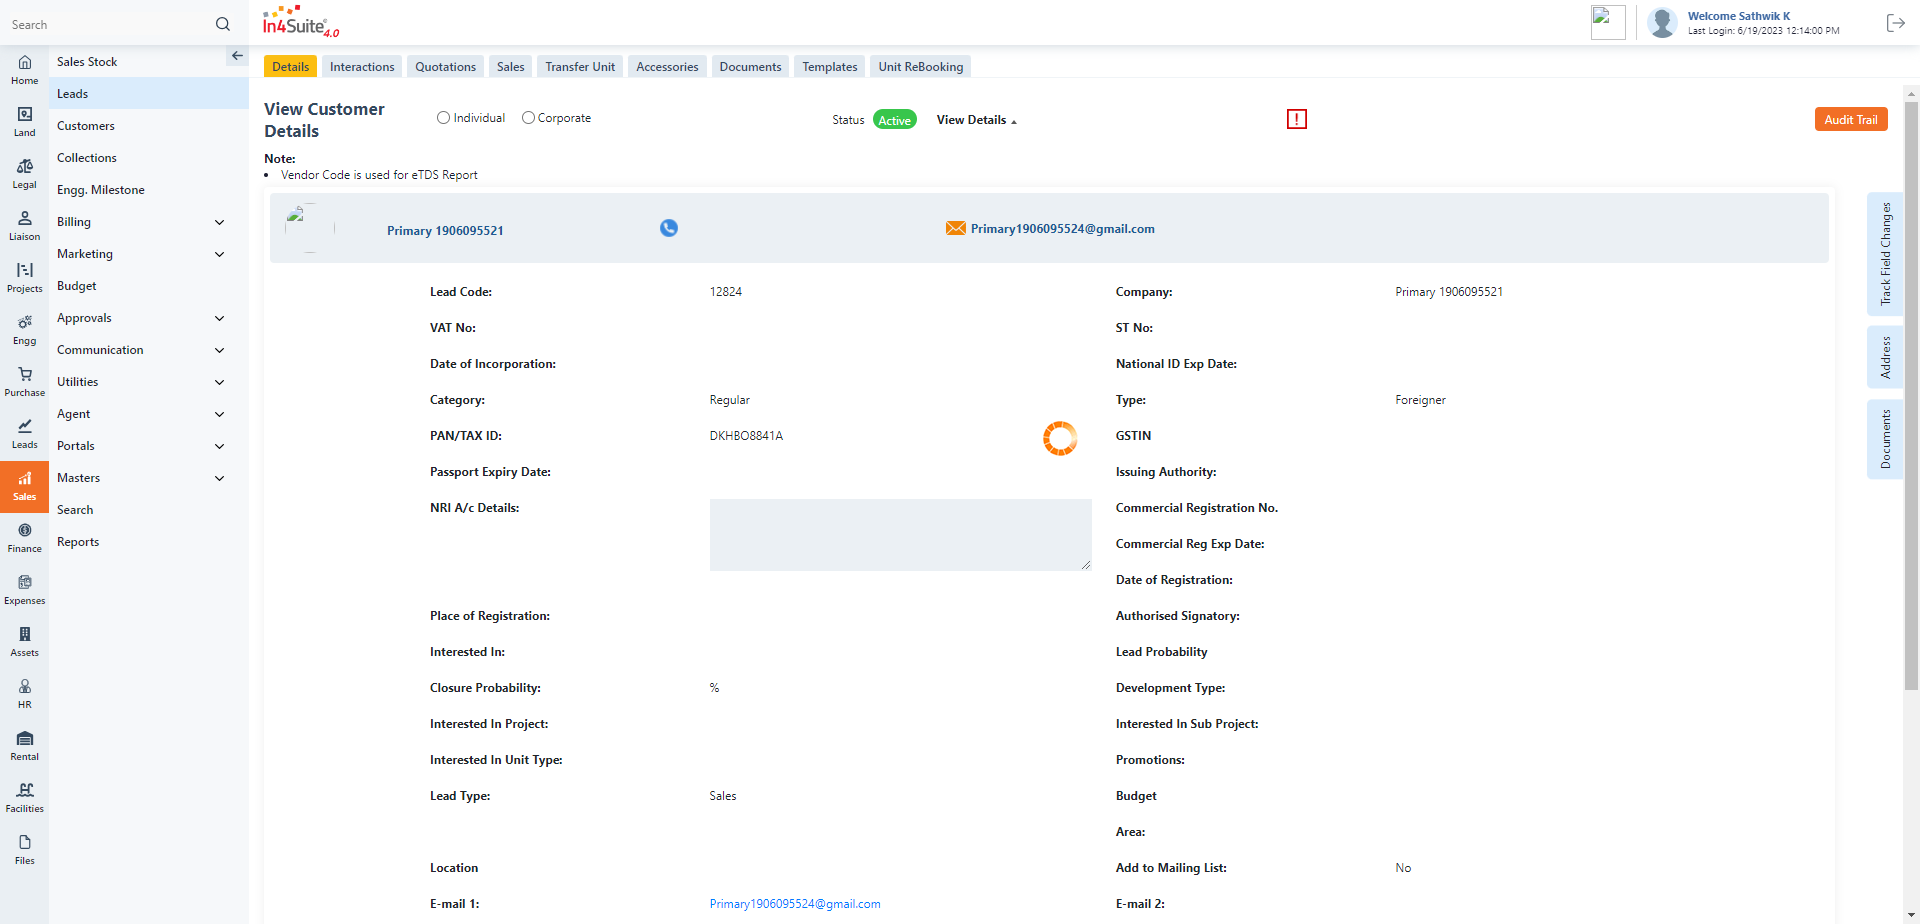 Search
In4Suite® 4.0
Welcome Sathwik K
Last Login: 6/19/2023 12:14:00 PM
Home
Land
Legal
Liaison
Projects
Engg
Purchase
Leads
Sales
Finance
Expenses
Assets
HR
Rental
Facilities
Files
Sales Stock
Leads
Customers
Collections
Engg. Milestone
Billing
Marketing
Budget
Approvals
Communication
Utilities
Agent
Portals
Masters
Search
Reports
Details Interactions Quotations Sales Transfer Unit Accessories Documents Templates Unit ReBooking
View Customer
Details
Individual Corporate
Status Active View Details
!
Audit Trail
Note:
• Vendor Code is used for eTDS Report
Primary 1906095521
Primary1906095524@gmail.com
Lead Code: 12824 Company: Primary 1906095521
VAT No: ST No:
Date of Incorporation: National ID Exp Date:
Category: Regular Type: Foreigner
PAN/TAX ID: DKHBO8841A GSTIN
Passport Expiry Date: Issuing Authority:
NRI A/c Details: Commercial Registration No.
Commercial Reg Exp Date:
Date of Registration:
Place of Registration: Authorised Signatory:
Interested In: Lead Probability
Closure Probability: % Development Type:
Interested In Project: Interested In Sub Project:
Interested In Unit Type: Promotions:
Lead Type: Sales Budget
Area:
Location Add to Mailing List: No
E-mail 1: Primary1906095524@gmail.com E-mail 2:
Track Field Changes
Address
Documents